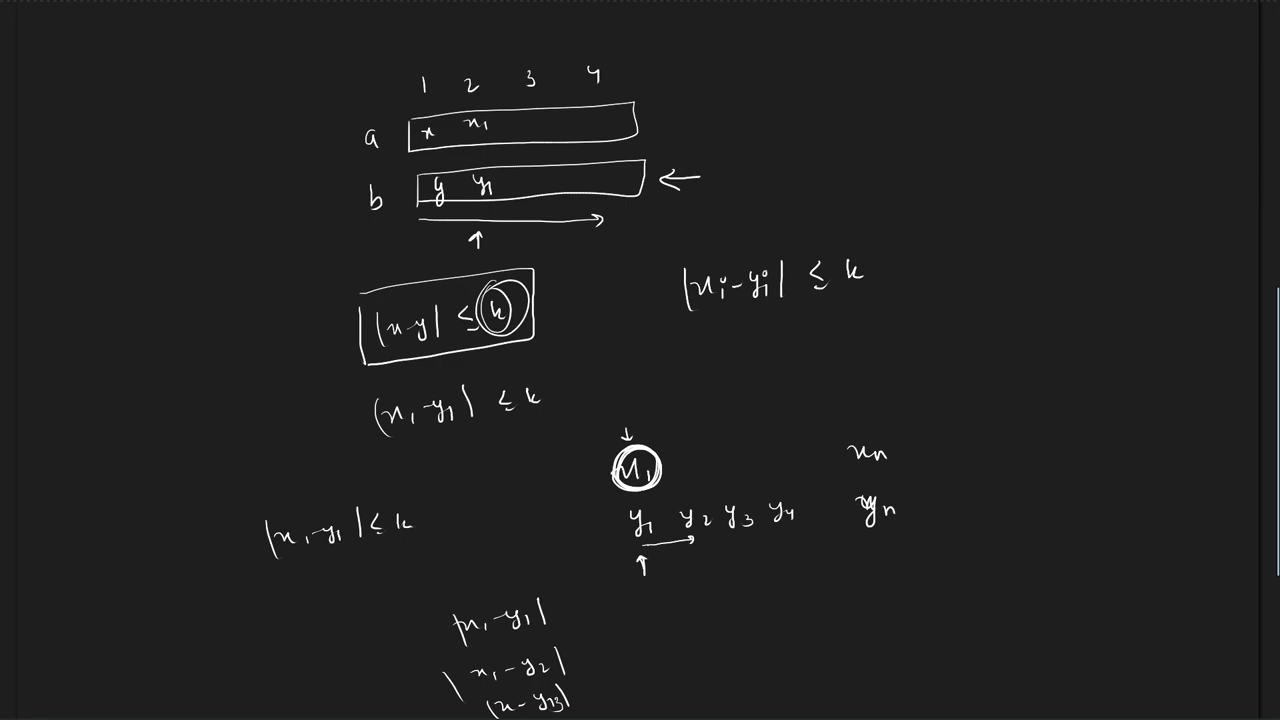 1 2 3 4
a x x₁
b y y₁
|xᵢ-yᵢ| ≤ k
|x-y| ≤ k
|x₁-y₁| ≤ k
x₁ xₙ
|x₁-y₁| ≤ k y₁ y₂ y₃ y₄ yₙ
|x₁-y₁|
|x₁-y₂|